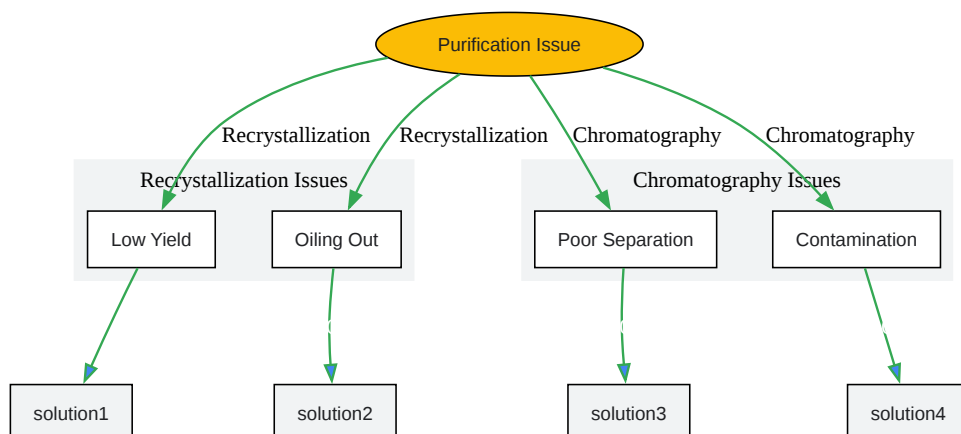 Purification Issue
Recrystallization
Recrystallization
Chromatography
Chromatography
Recrystallization Issues
Chromatography Issues
Low Yield
Oiling Out
Poor Separation
Contamination
solution1
solution2
solution3
solution4